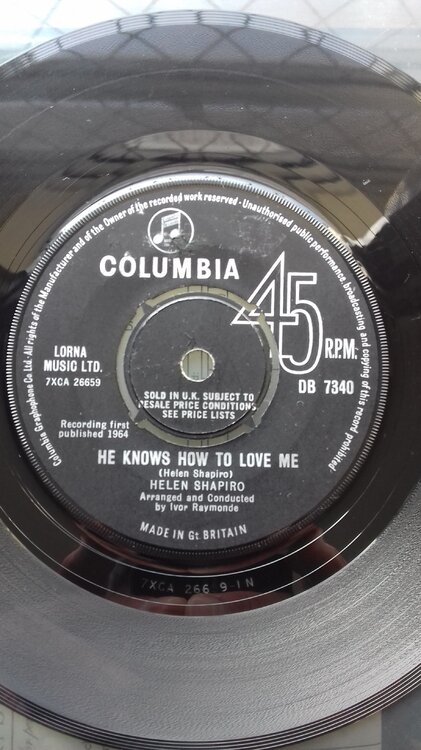 Columbia Graphophone Co Ltd. All rights of the Manufacturer and of the Owner of the recorded work reserved · Unauthorised public performance, broadcasting and copying of this record prohibited.
COLUMBIA
45
R.P.M.
LORNA
MUSIC LTD.
7XCA 26659
DB 7340
SOLD IN U.K. SUBJECT TO
RESALE PRICE CONDITIONS
SEE PRICE LISTS
Recording first
published 1964
HE KNOWS HOW TO LOVE ME
(Helen Shapiro)
HELEN SHAPIRO
Arranged and Conducted
by Ivor Raymonde
MADE IN Gt BRITAIN
7XCA 266 9-1N